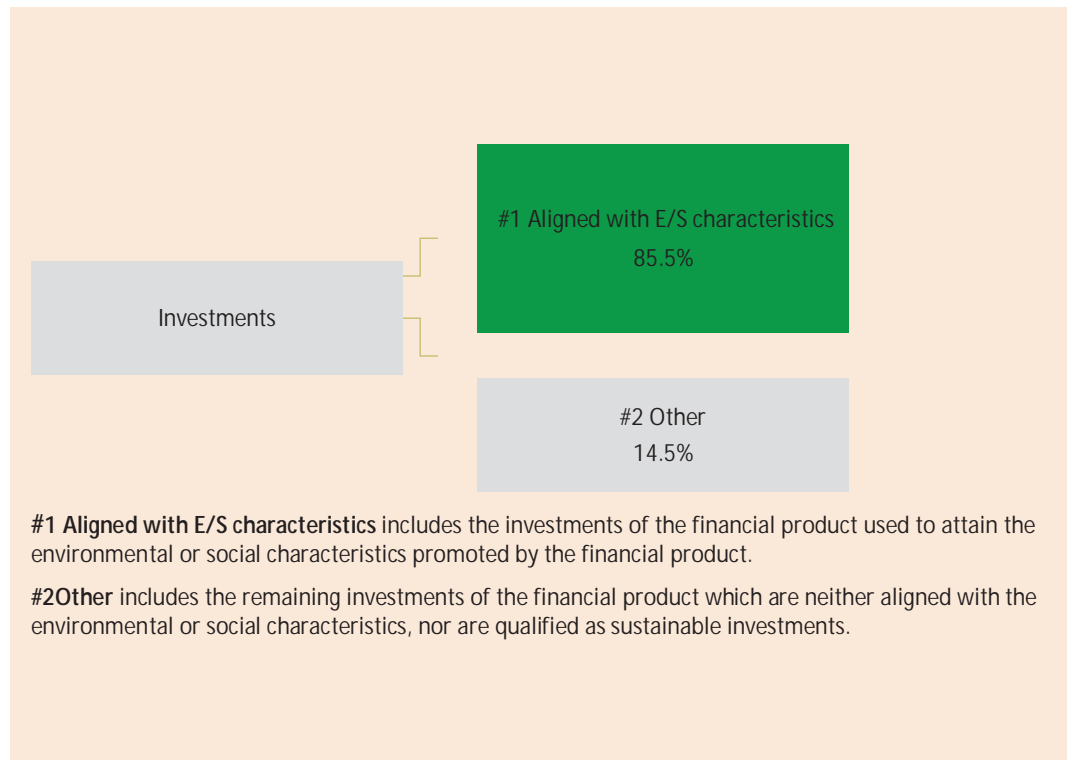 #1 Aligned with E/S characteristics
85.5%
Investments
#2 Other
14.5%
#1 Aligned with E/S characteristics includes the investments of the financial product used to attain the
environmental or social characteristics promoted by the financial product.
#2Other includes the remaining investments of the financial product which are neither aligned with the
environmental or social characteristics, nor are qualified as sustainable investments.